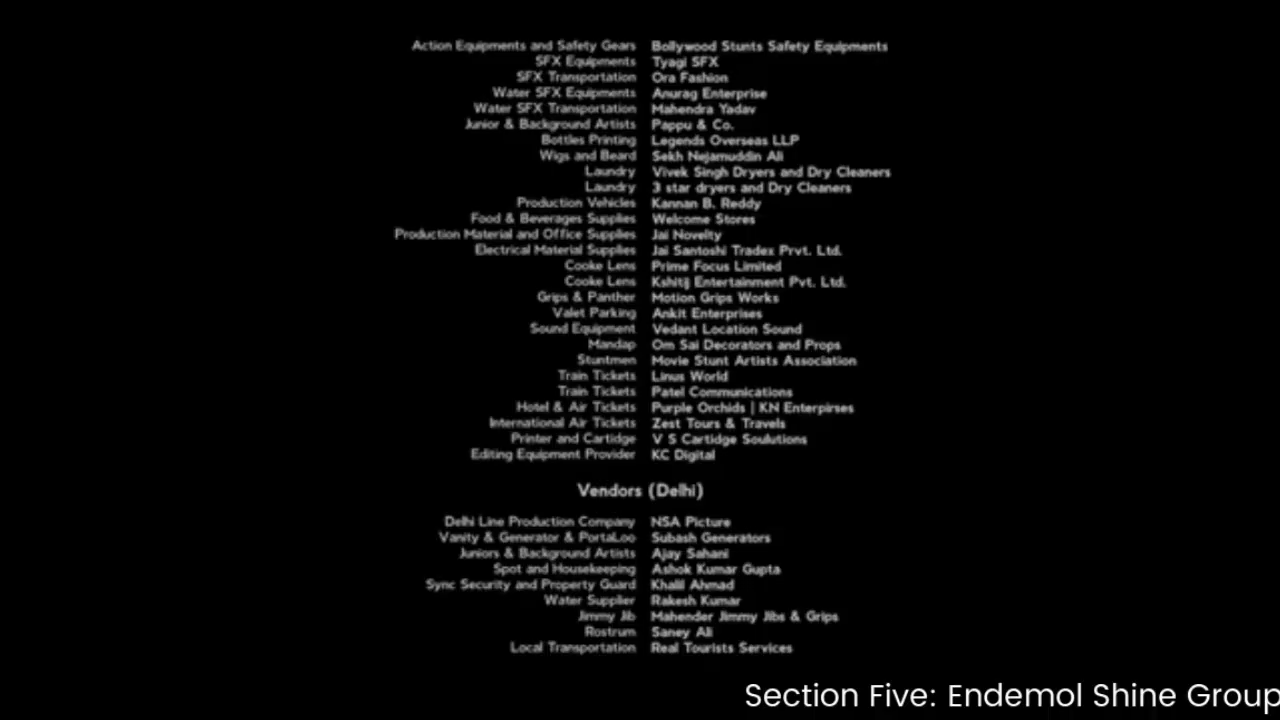 Action Equipments and Safety Gears Bollywood Stunts Safety Equipments
SFX Equipments Tyagi SFX
SFX Transportation Ora Fashion
Water SFX Equipments Anurag Enterprise
Water SFX Transportation Mahendra Yadav
Junior & Background Artists Pappu & Co.
Bottles Printing Legends Overseas LLP
Wigs and Beard Sekh Nejamuddin Ali
Laundry Vivek Singh Dryers and Dry Cleaners
Laundry 3 star dryers and Dry Cleaners
Production Vehicles Kannan B. Reddy
Food & Beverages Supplies Welcome Stores
Production Material and Office Supplies Jai Novelty
Electrical Material Supplies Jai Santoshi Tradex Prvt. Ltd.
Cooke Lens Prime Focus Limited
Cooke Lens Kshitij Entertainment Pvt. Ltd.
Grips & Panther Motion Grips Works
Valet Parking Ankit Enterprises
Sound Equipment Vedant Location Sound
Mandap Om Sai Decorators and Props
Stuntmen Movie Stunt Artists Association
Train Tickets Linus World
Train Tickets Patel Communications
Hotel & Air Tickets Purple Orchids | KN Enterpirses
International Air Tickets Zest Tours & Travels
Printer and Cartidge V S Cartidge Soulutions
Editing Equipment Provider KC Digital
Vendors (Delhi)
Delhi Line Production Company NSA Picture
Vanity & Generator & PortaLoo Subash Generators
Juniors & Background Artists Ajay Sahani
Spot and Housekeeping Ashok Kumar Gupta
Sync Security and Property Guard Khalil Ahmad
Water Supplier Rakesh Kumar
Jimmy Jib Mahender Jimmy Jibs & Grips
Rostrum Saney Ali
Local Transportation Real Tourists Services
Section Five: Endemol Shine Group